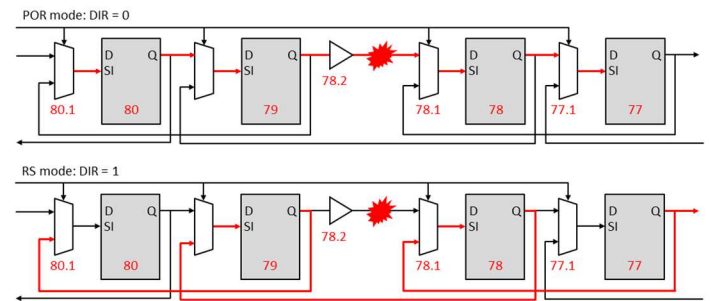 POR mode: DIR = 0
D Q D Q D Q D Q
SI SI SI SI
78.2
80.1 80 79 78.1 78 77.1 77
RS mode: DIR = 1
D Q D Q D Q D Q
SI SI SI SI
78.2
80.1 80 79 78.1 78 77.1 77